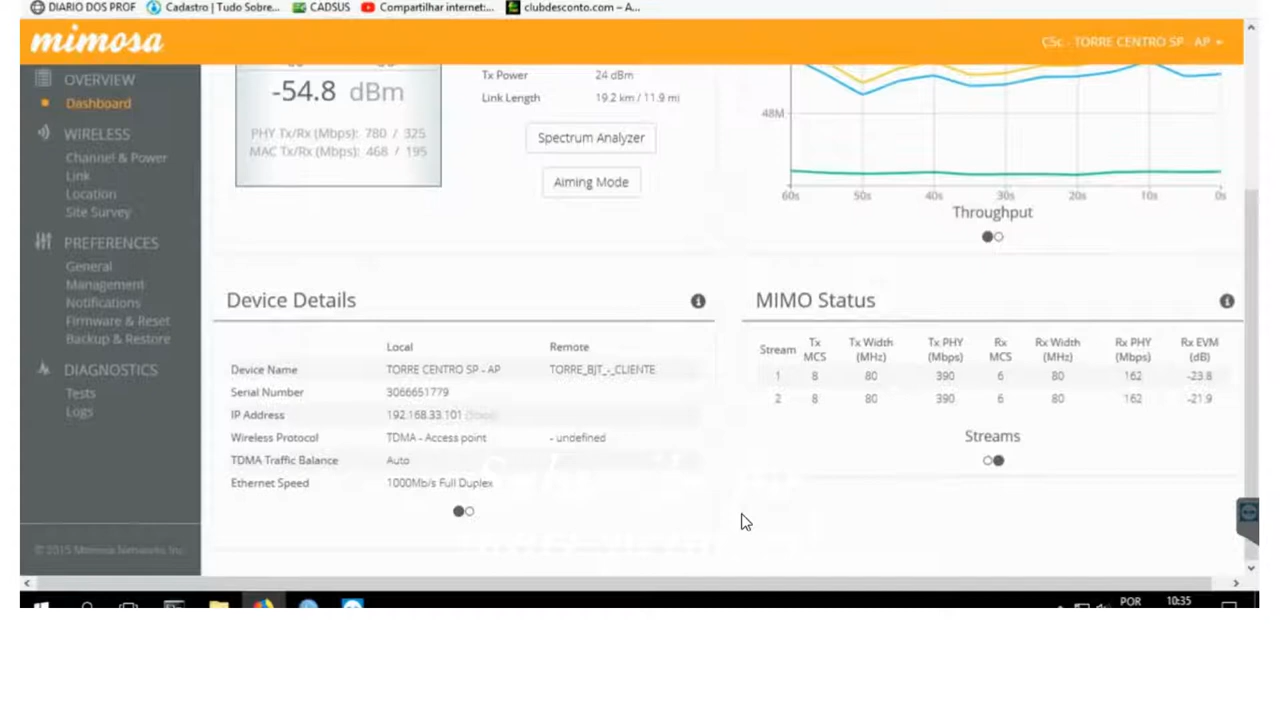 DIARIO DOS PROF Cadastro | Tudo Sobre... CADSUS Compartilhar internet:... clubdesconto.com – A...
mimosa
C5c - TORRE CENTRO SP - AP
OVERVIEW
Dashboard
WIRELESS
Channel & Power
Link
Location
Site Survey
PREFERENCES
General
Management
Notifications
Firmware & Reset
Backup & Restore
DIAGNOSTICS
Tests
Logs
© 2015 Mimosa Networks Inc.
-54.8 dBm
PHY Tx/Rx (Mbps): 780 / 325
MAC Tx/Rx (Mbps): 468 / 195
Tx Power 24 dBm
Link Length 19.2 km / 11.9 mi
Spectrum Analyzer
Aiming Mode
48M
60s 50s 40s 30s 20s 10s 0s
Throughput
Device Details
Local Remote
Device Name TORRE CENTRO SP - AP TORRE_BJT_-_CLIENTE
Serial Number 3066651779
IP Address 192.168.33.101
Wireless Protocol TDMA - Access point - undefined
TDMA Traffic Balance Auto
Ethernet Speed 1000Mb/s Full Duplex
MIMO Status
Stream Tx MCS Tx Width (MHz) Tx PHY (Mbps) Rx MCS Rx Width (MHz) Rx PHY (Mbps) Rx EVM (dB)
1 8 80 390 6 80 162 -23.8
2 8 80 390 6 80 162 -21.9
Streams
POR 10:35